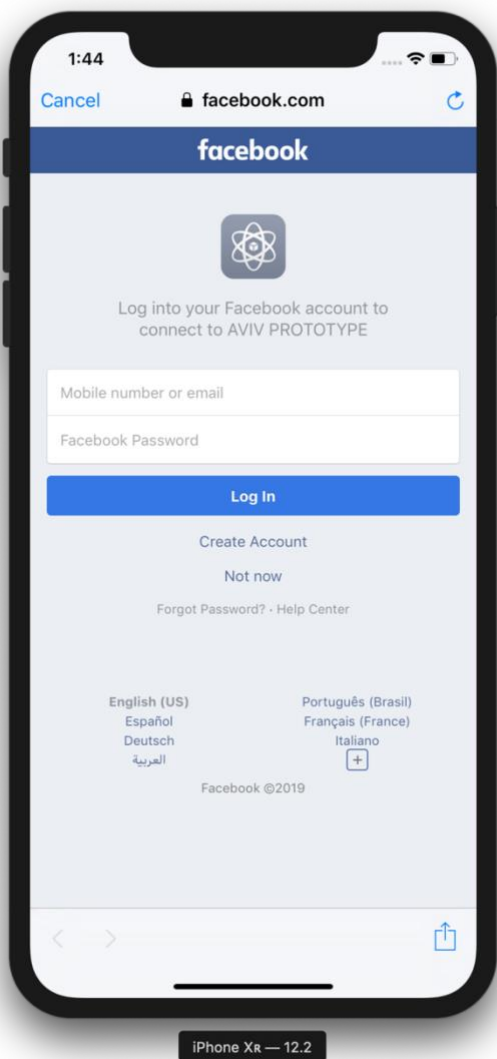 1:44
Cancel facebook.com
facebook
Log into your Facebook account to
connect to AVIV PROTOTYPE
Mobile number or email
Facebook Password
Log In
Create Account
Not now
Forgot Password? · Help Center
English (US) Português (Brasil)
Español Français (France)
Deutsch Italiano
العربية +
Facebook ©2019
iPhone Xʀ — 12.2